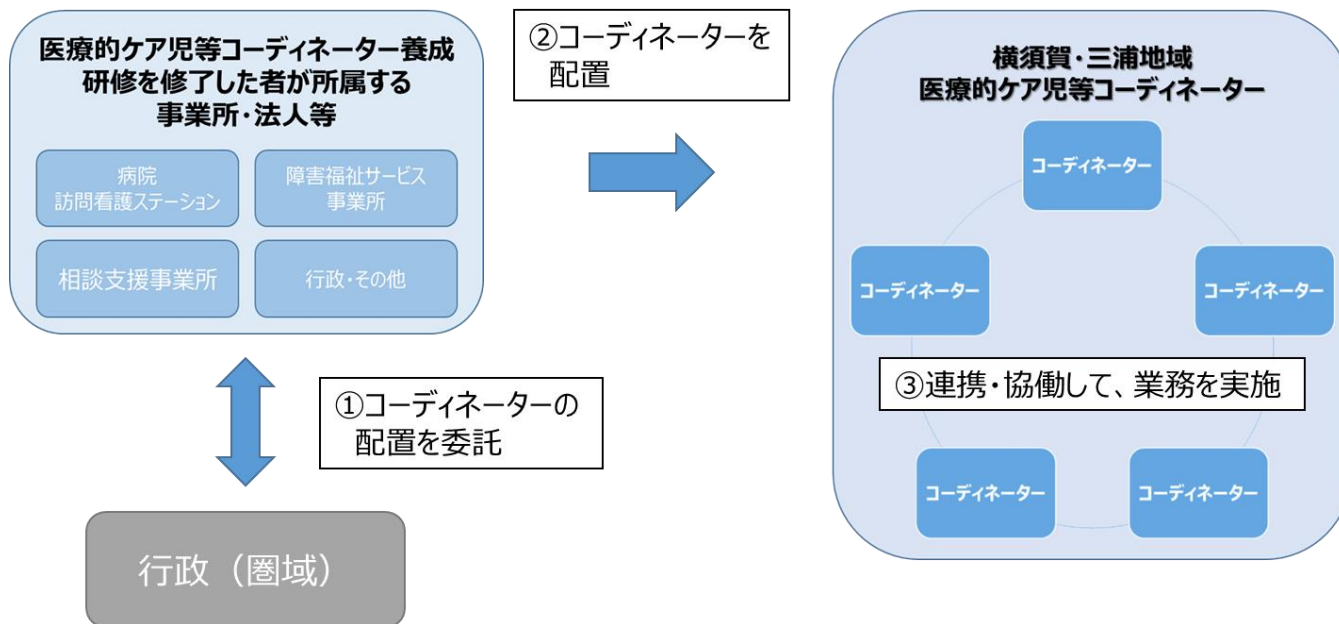 医療的ケア児等コーディネーター養成
研修を修了した者が所属する
事業所・法人等
病院
訪問看護ステーション
障害福祉サービス
事業所
相談支援事業所
行政・その他
①コーディネーターの
配置を委託
行政（圏域）
②コーディネーターを
配置
横須賀・三浦地域
医療的ケア児等コーディネーター
コーディネーター
コーディネーター
コーディネーター
③連携・協働して、業務を実施
コーディネーター
コーディネーター